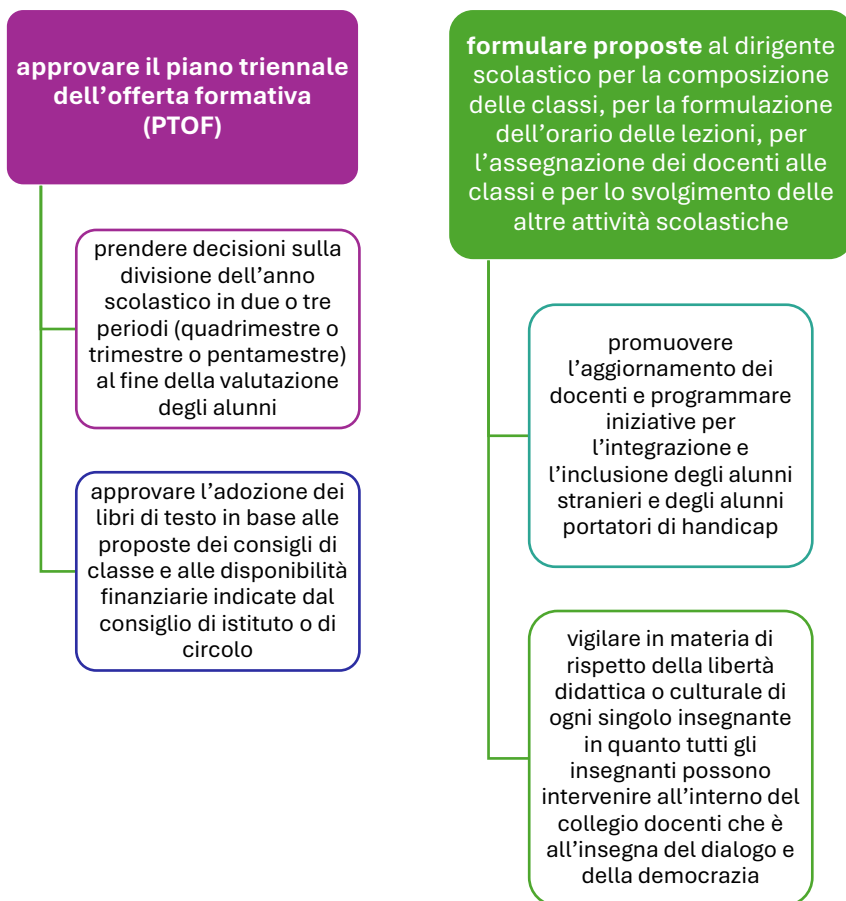 approvare il piano triennale
dell’offerta formativa
(PTOF)
prendere decisioni sulla
divisione dell’anno
scolastico in due o tre
periodi (quadrimestre o
trimestre o pentamestre)
al fine della valutazione
degli alunni
approvare l’adozione dei
libri di testo in base alle
proposte dei consigli di
classe e alle disponibilità
finanziarie indicate dal
consiglio di istituto o di
circolo
formulare proposte al dirigente
scolastico per la composizione
delle classi, per la formulazione
dell’orario delle lezioni, per
l’assegnazione dei docenti alle
classi e per lo svolgimento delle
altre attività scolastiche
promuovere
l’aggiornamento dei
docenti e programmare
iniziative per
l’integrazione e
l’inclusione degli alunni
stranieri e degli alunni
portatori di handicap
vigilare in materia di
rispetto della libertà
didattica o culturale di
ogni singolo insegnante
in quanto tutti gli
insegnanti possono
intervenire all’interno del
collegio docenti che è
all’insegna del dialogo e
della democrazia